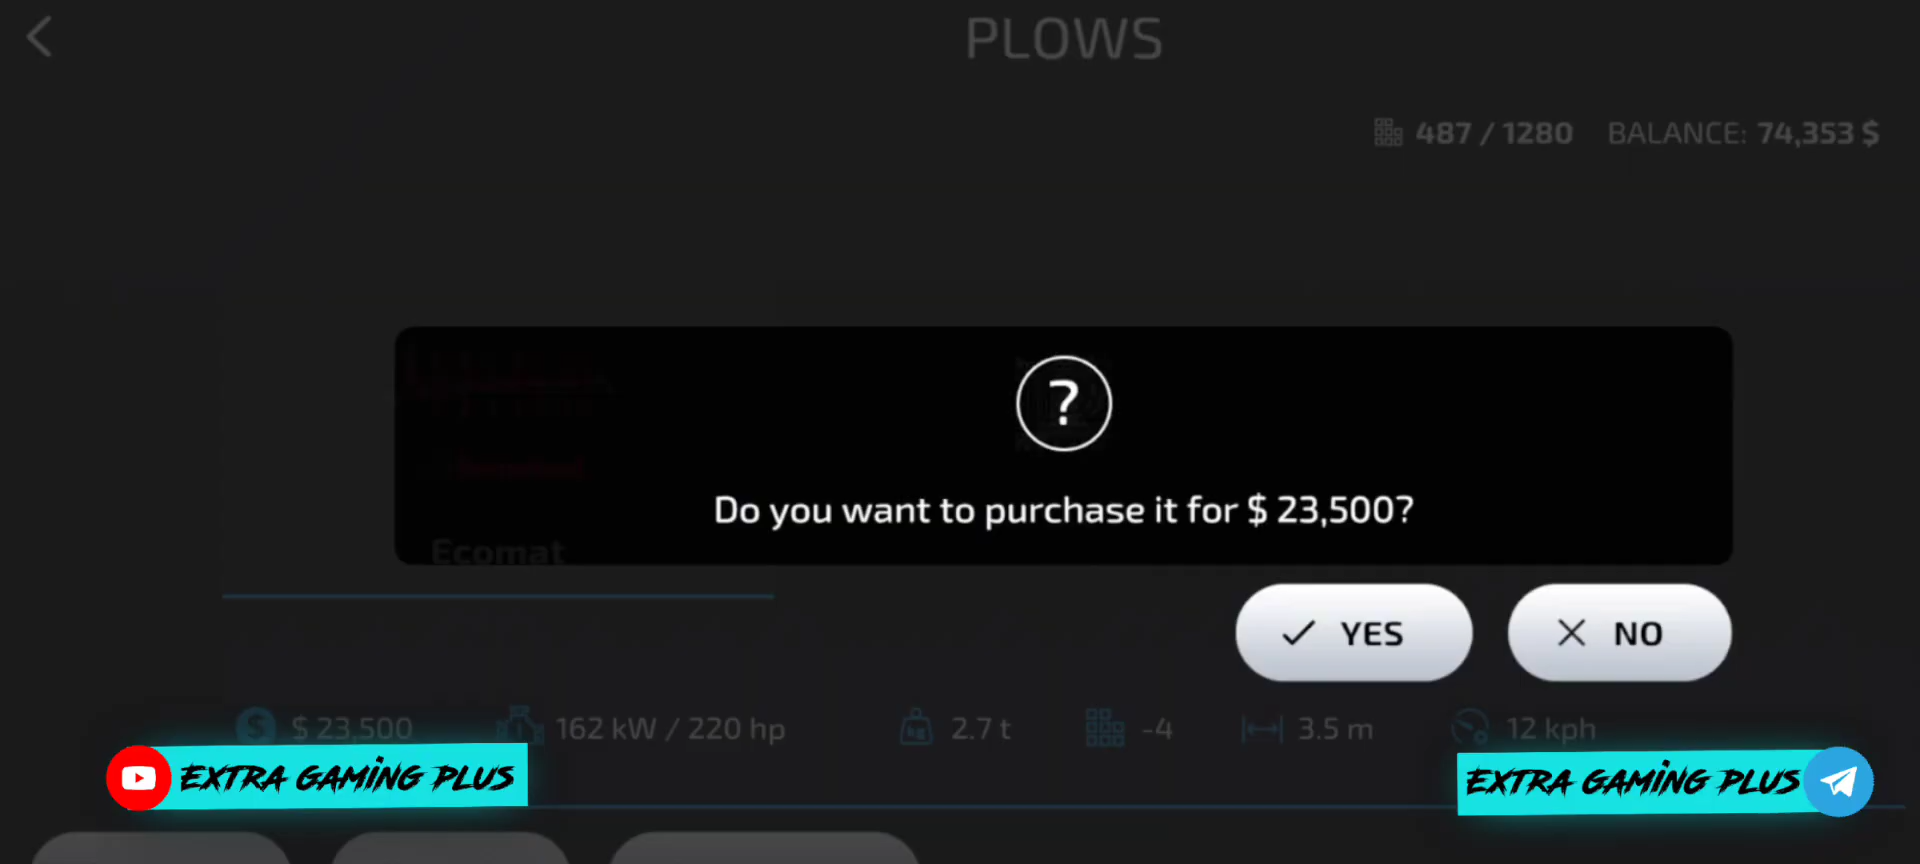 PLOWS
487 / 1280 BALANCE: 74,353 $
?
Do you want to purchase it for $ 23,500?
Ecomat
YES NO
$ 23,500 162 kW / 220 hp 2.7 t -4 3.5 m 12 kph
EXTRA GAMING PLUS
EXTRA GAMING PLUS